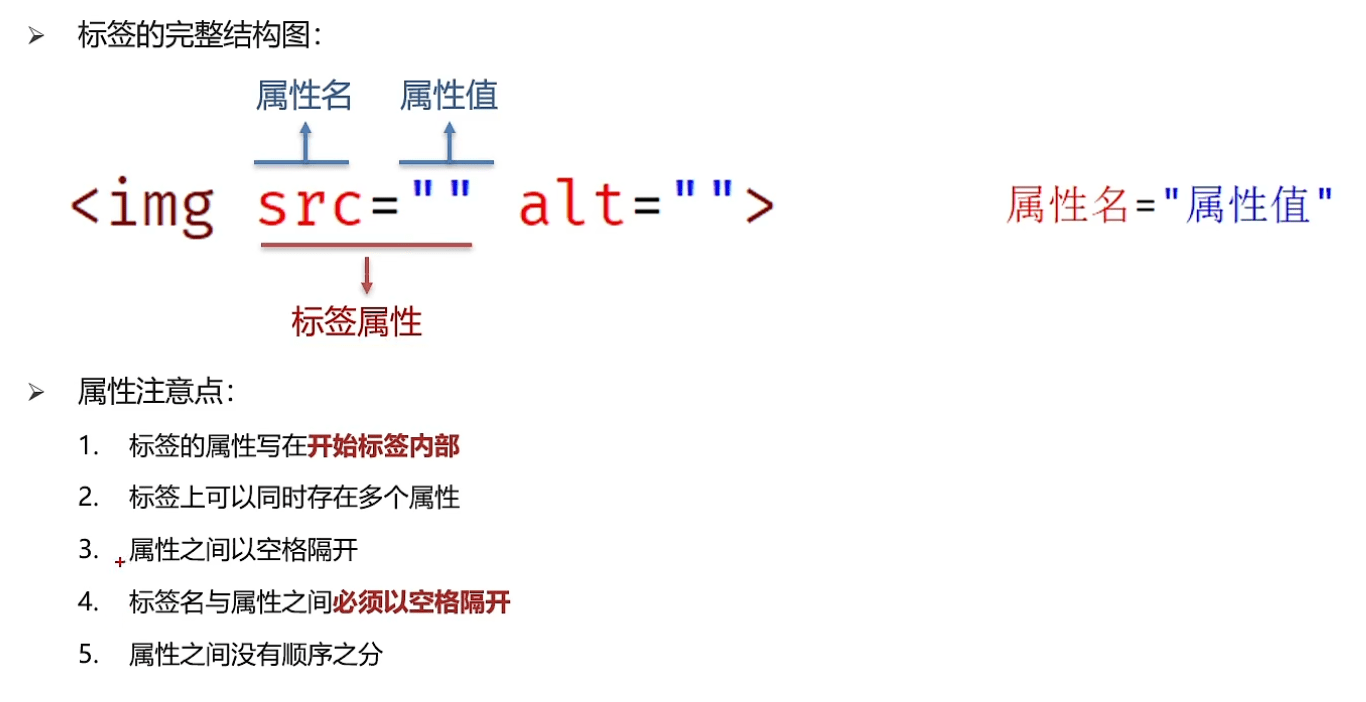 ➢ 标签的完整结构图：
属性名 属性值
<img src="" alt=""> 属性名="属性值"
标签属性
➢ 属性注意点：
1. 标签的属性写在开始标签内部
2. 标签上可以同时存在多个属性
3. 属性之间以空格隔开
4. 标签名与属性之间必须以空格隔开
5. 属性之间没有顺序之分